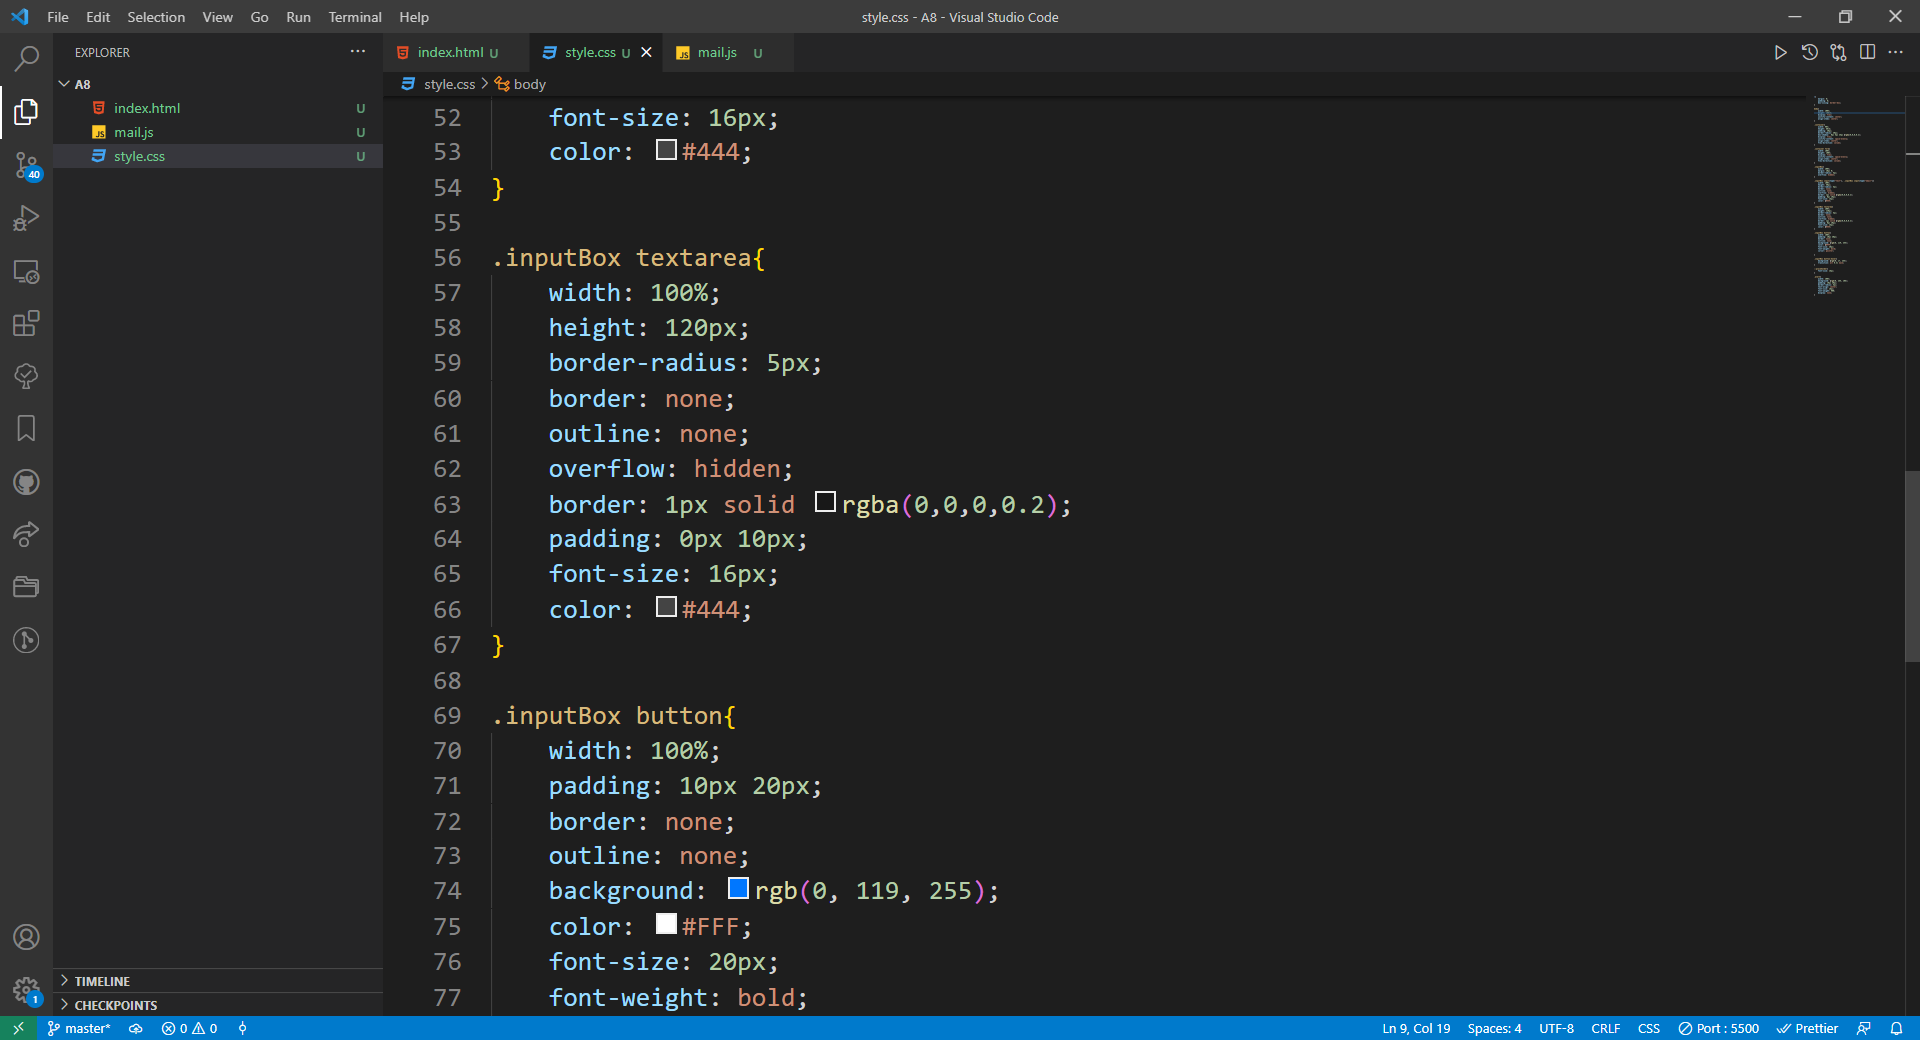 File Edit Selection View Go Run Terminal Help
style.css - A8 - Visual Studio Code
EXPLORER
A8
index.html U
mail.js U
style.css U
40
TIMELINE
CHECKPOINTS
1
index.html U
style.css U
JS mail.js U
style.css > body
52 font-size: 16px;
53 color: #444;
54 }
55
56 .inputBox textarea{
57 width: 100%;
58 height: 120px;
59 border-radius: 5px;
60 border: none;
61 outline: none;
62 overflow: hidden;
63 border: 1px solid rgba(0,0,0,0.2);
64 padding: 0px 10px;
65 font-size: 16px;
66 color: #444;
67 }
68
69 .inputBox button{
70 width: 100%;
71 padding: 10px 20px;
72 border: none;
73 outline: none;
74 background: rgb(0, 119, 255);
75 color: #FFF;
76 font-size: 20px;
77 font-weight: bold;
master* 0 0 Ln 9, Col 19 Spaces: 4 UTF-8 CRLF CSS Port : 5500 Prettier